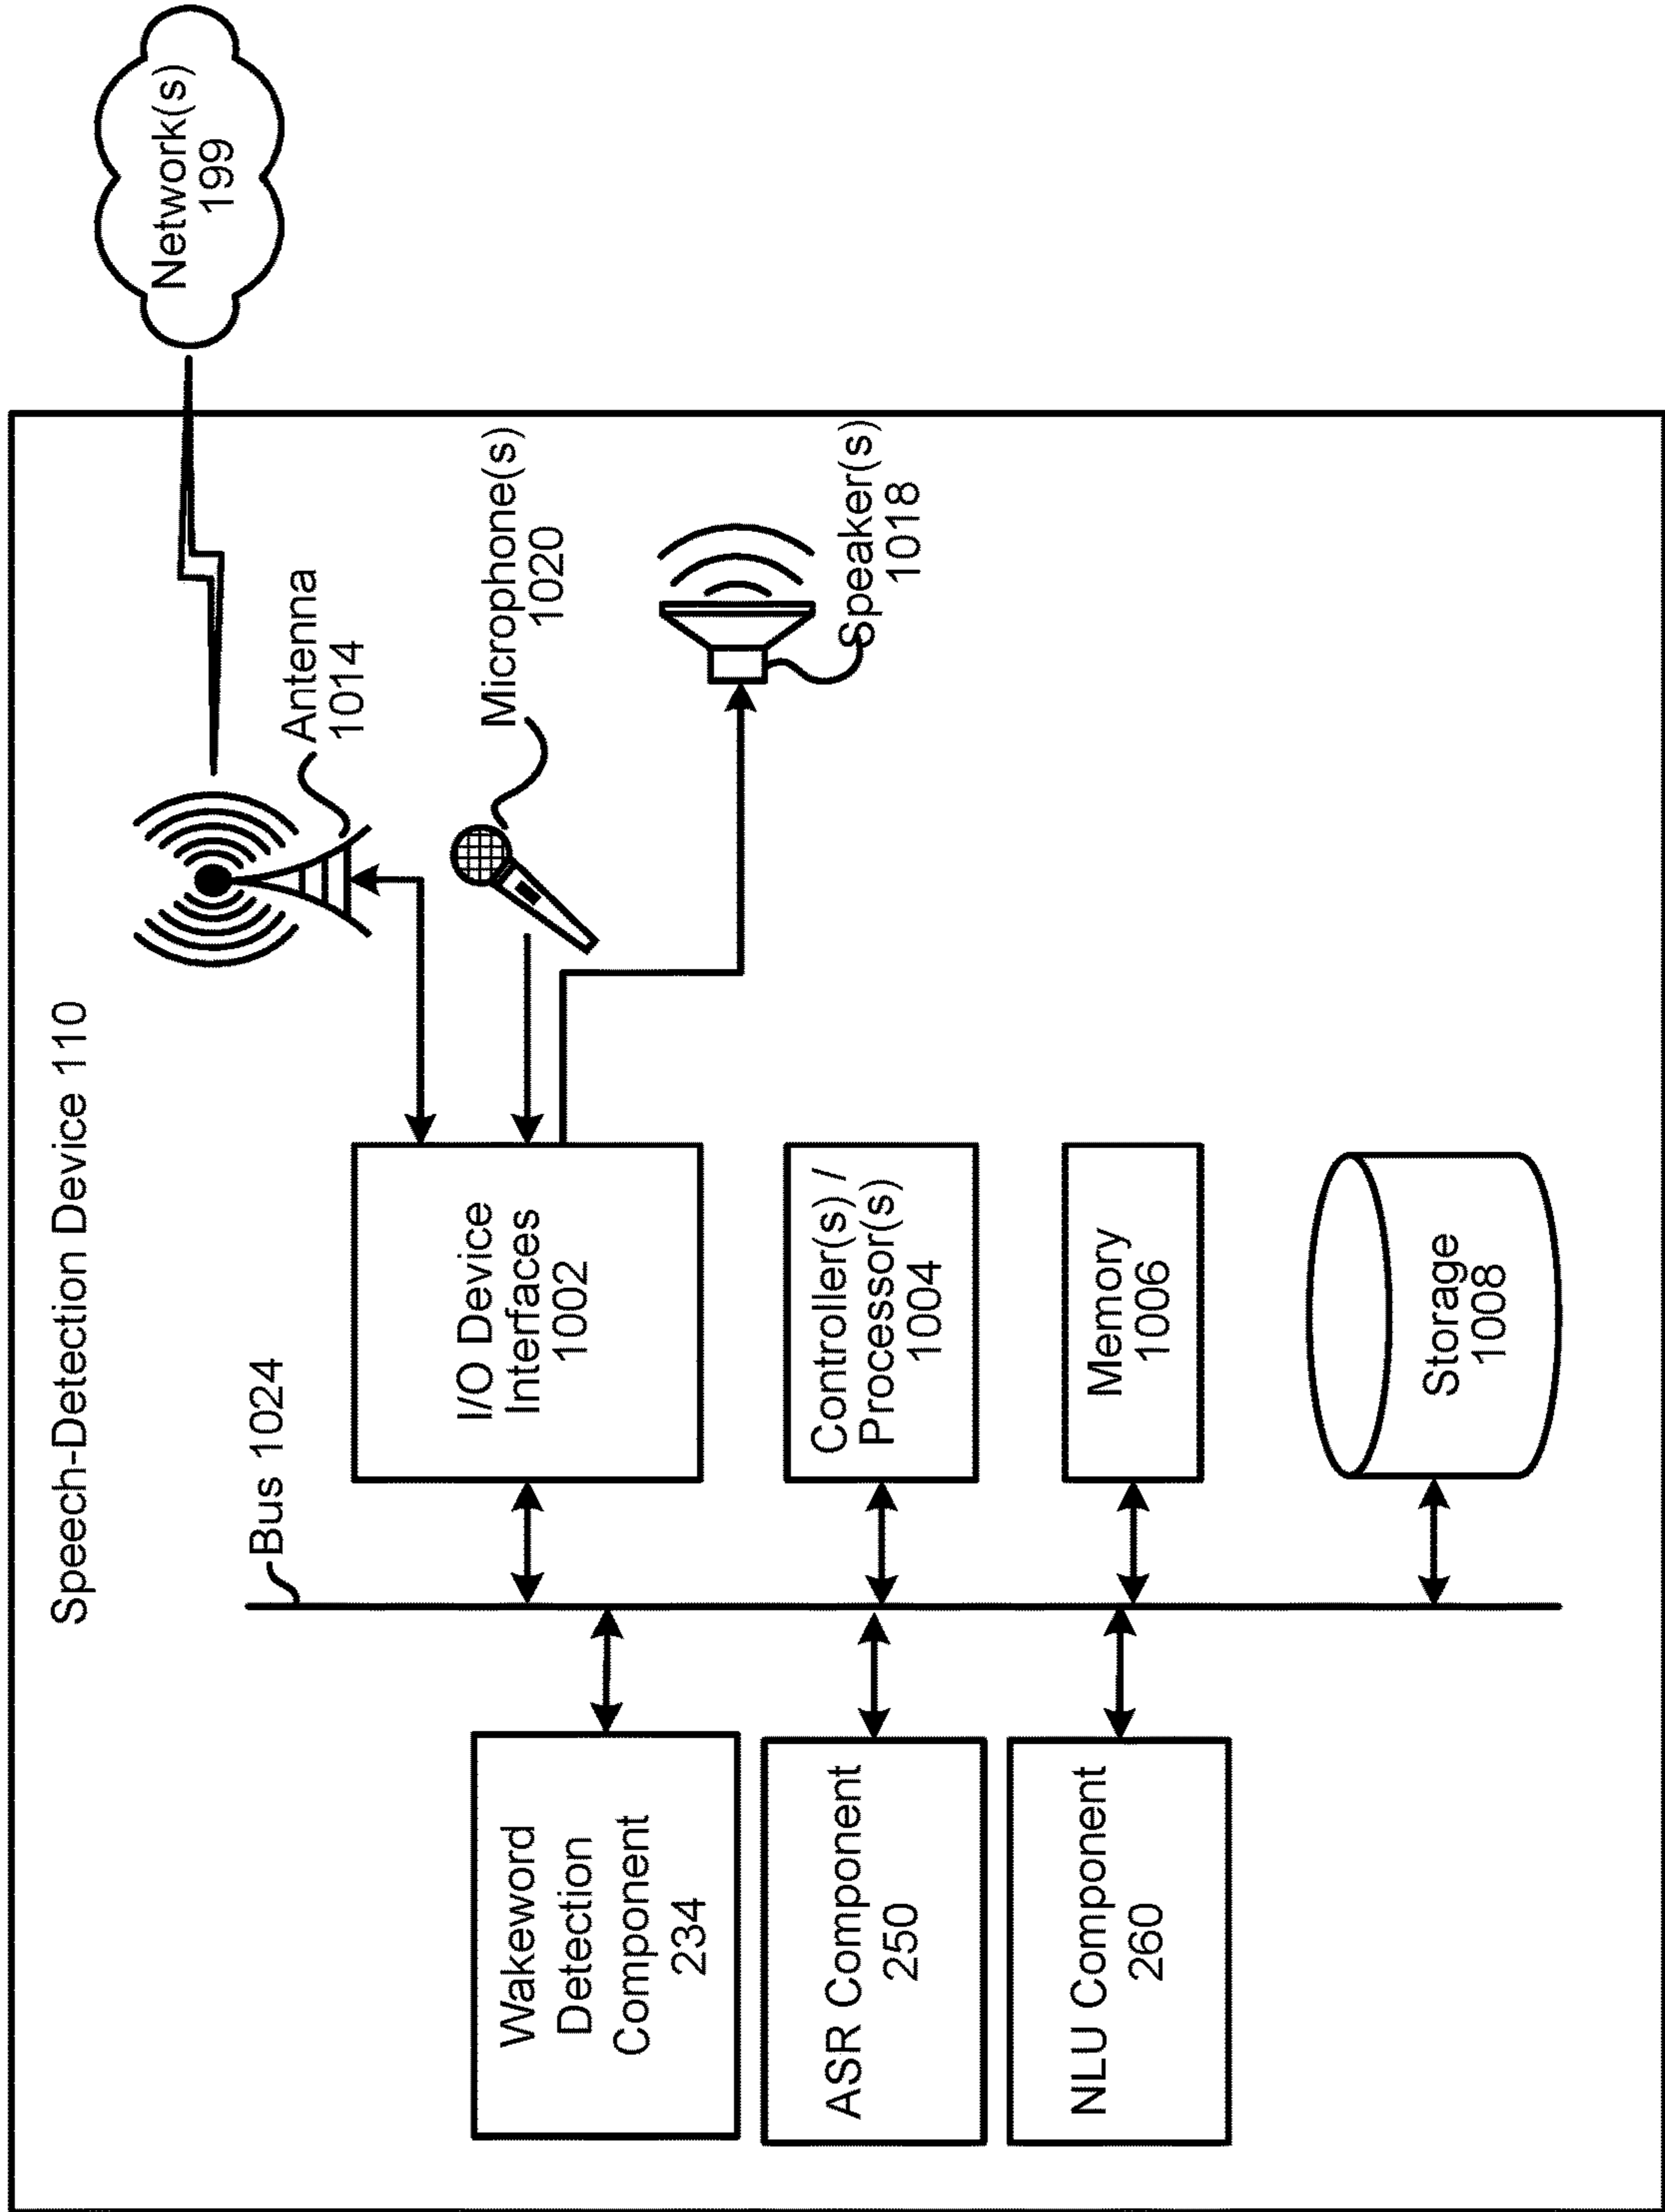 Speech-Detection Device 110
Bus 1024
Network(s)
199
Antenna
1014
Microphone(s)
1020
Speaker(s)
1018
I/O Device
Interfaces
1002
Controller(s) /
Processor(s)
1004
Memory
1006
Storage
1008
Wakeword
Detection
Component
234
ASR Component
250
NLU Component
260